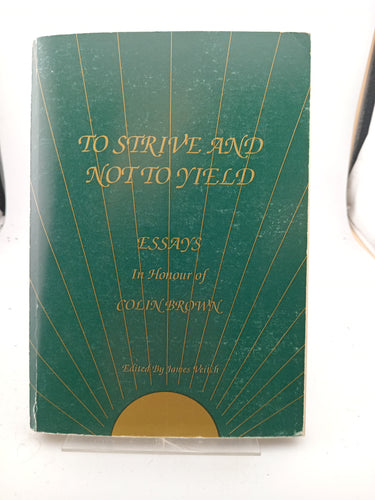 TO STRIVE AND
NOT TO YIELD
ESSAYS
In Honour of
COLIN BROWN
Edited By James Veitch